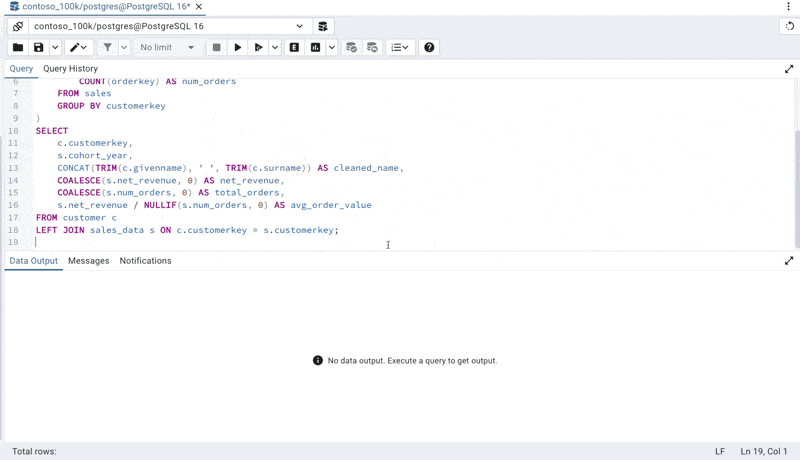 contoso_100k/postgres@PostgreSQL 16*
contoso_100k/postgres@PostgreSQL 16
No limit
Query Query History
6 COUNT(orderkey) AS num_orders
7 FROM sales
8 GROUP BY customerkey
9 )
10 SELECT
11 c.customerkey,
12 s.cohort_year,
13 CONCAT(TRIM(c.givenname), ' ', TRIM(c.surname)) AS cleaned_name,
14 COALESCE(s.net_revenue, 0) AS net_revenue,
15 COALESCE(s.num_orders, 0) AS total_orders,
16 s.net_revenue / NULLIF(s.num_orders, 0) AS avg_order_value
17 FROM customer c
18 LEFT JOIN sales_data s ON c.customerkey = s.customerkey;
19
Data Output Messages Notifications
No data output. Execute a query to get output.
Total rows: LF Ln 19, Col 1